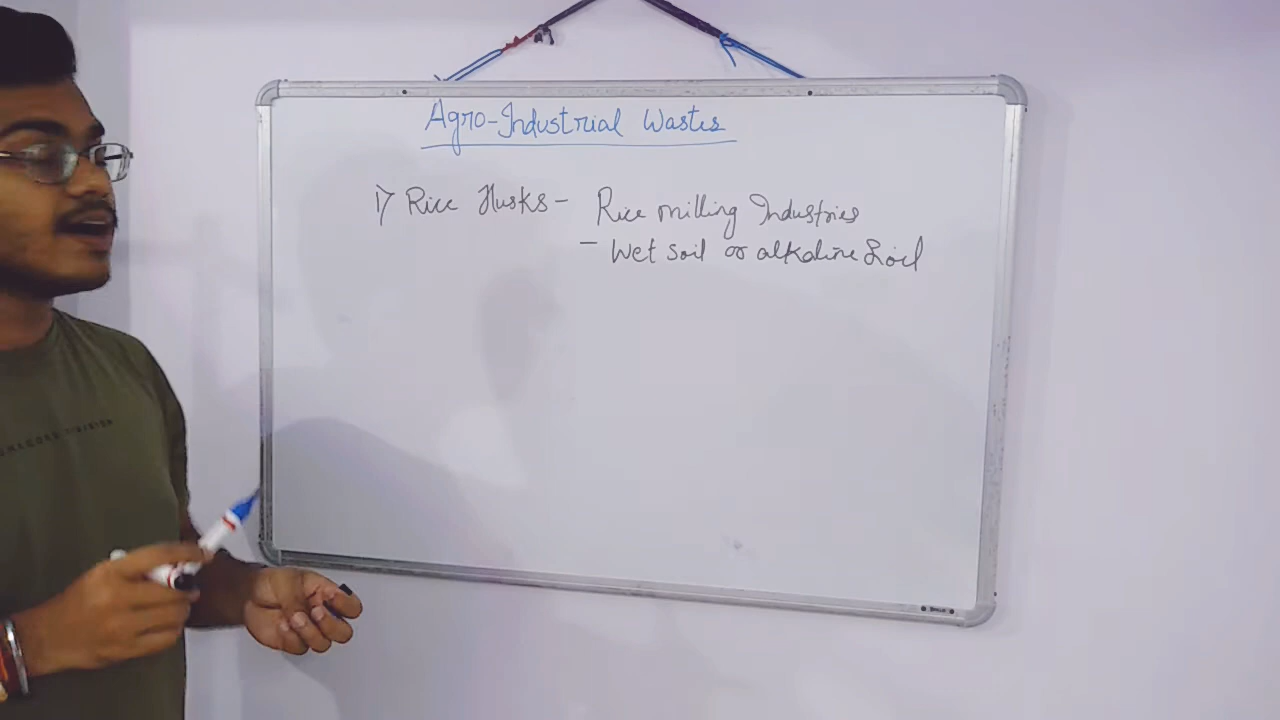 Agro-Industrial Wastes
1) Rice Husks - Rice milling Industries
- Wet soil or alkaline Soil